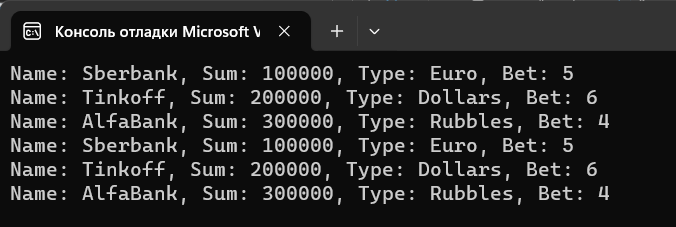 Консоль отладки Microsoft V
Name: Sberbank, Sum: 100000, Type: Euro, Bet: 5
Name: Tinkoff, Sum: 200000, Type: Dollars, Bet: 6
Name: AlfaBank, Sum: 300000, Type: Rubbles, Bet: 4
Name: Sberbank, Sum: 100000, Type: Euro, Bet: 5
Name: Tinkoff, Sum: 200000, Type: Dollars, Bet: 6
Name: AlfaBank, Sum: 300000, Type: Rubbles, Bet: 4